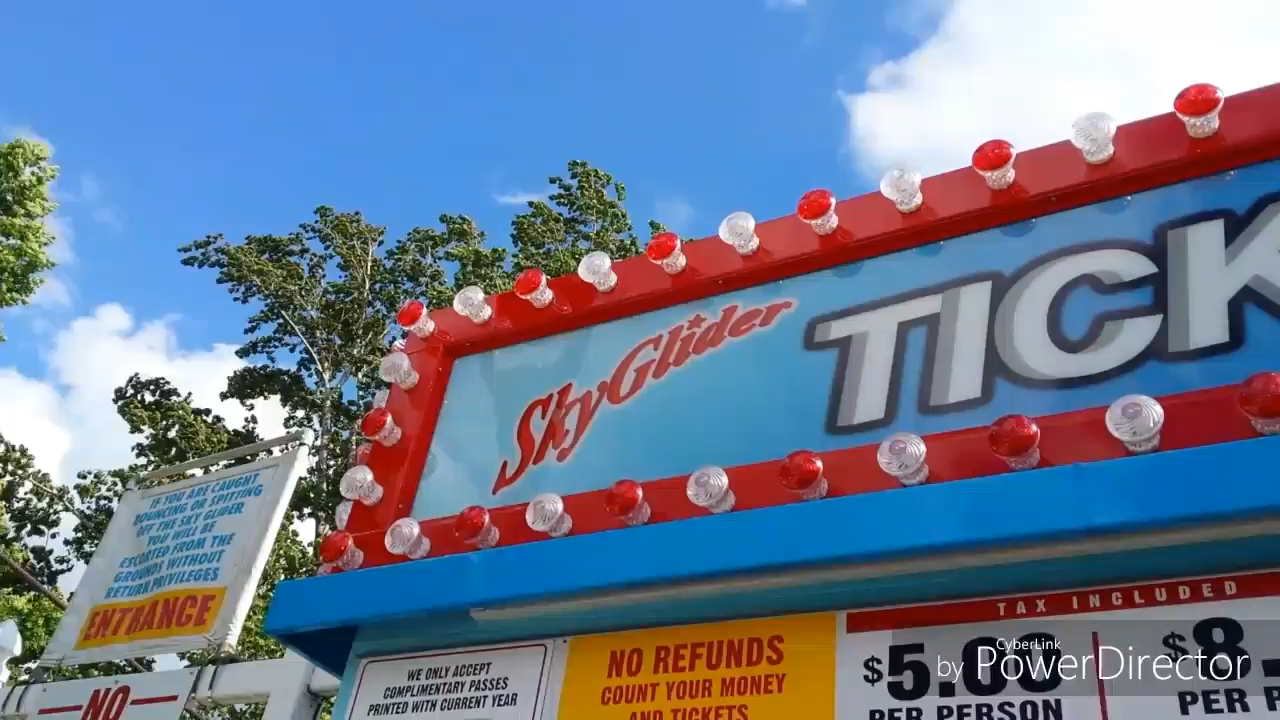 SkyGlider
TICK
IF YOU ARE CAUGHT
BOUNCING OR SPITTING
OFF THE SKY GLIDER
YOU WILL BE
ESCORTED FROM THE
GROUNDS WITHOUT
RETURN PRIVILEGES
ENTRANCE
NO
WE ONLY ACCEPT
COMPLIMENTARY PASSES
PRINTED WITH CURRENT YEAR
NO REFUNDS
COUNT YOUR MONEY
AND TICKETS
TAX INCLUDED
$5.00
PER PERSON
$8.
PER P
CyberLink
by PowerDirector